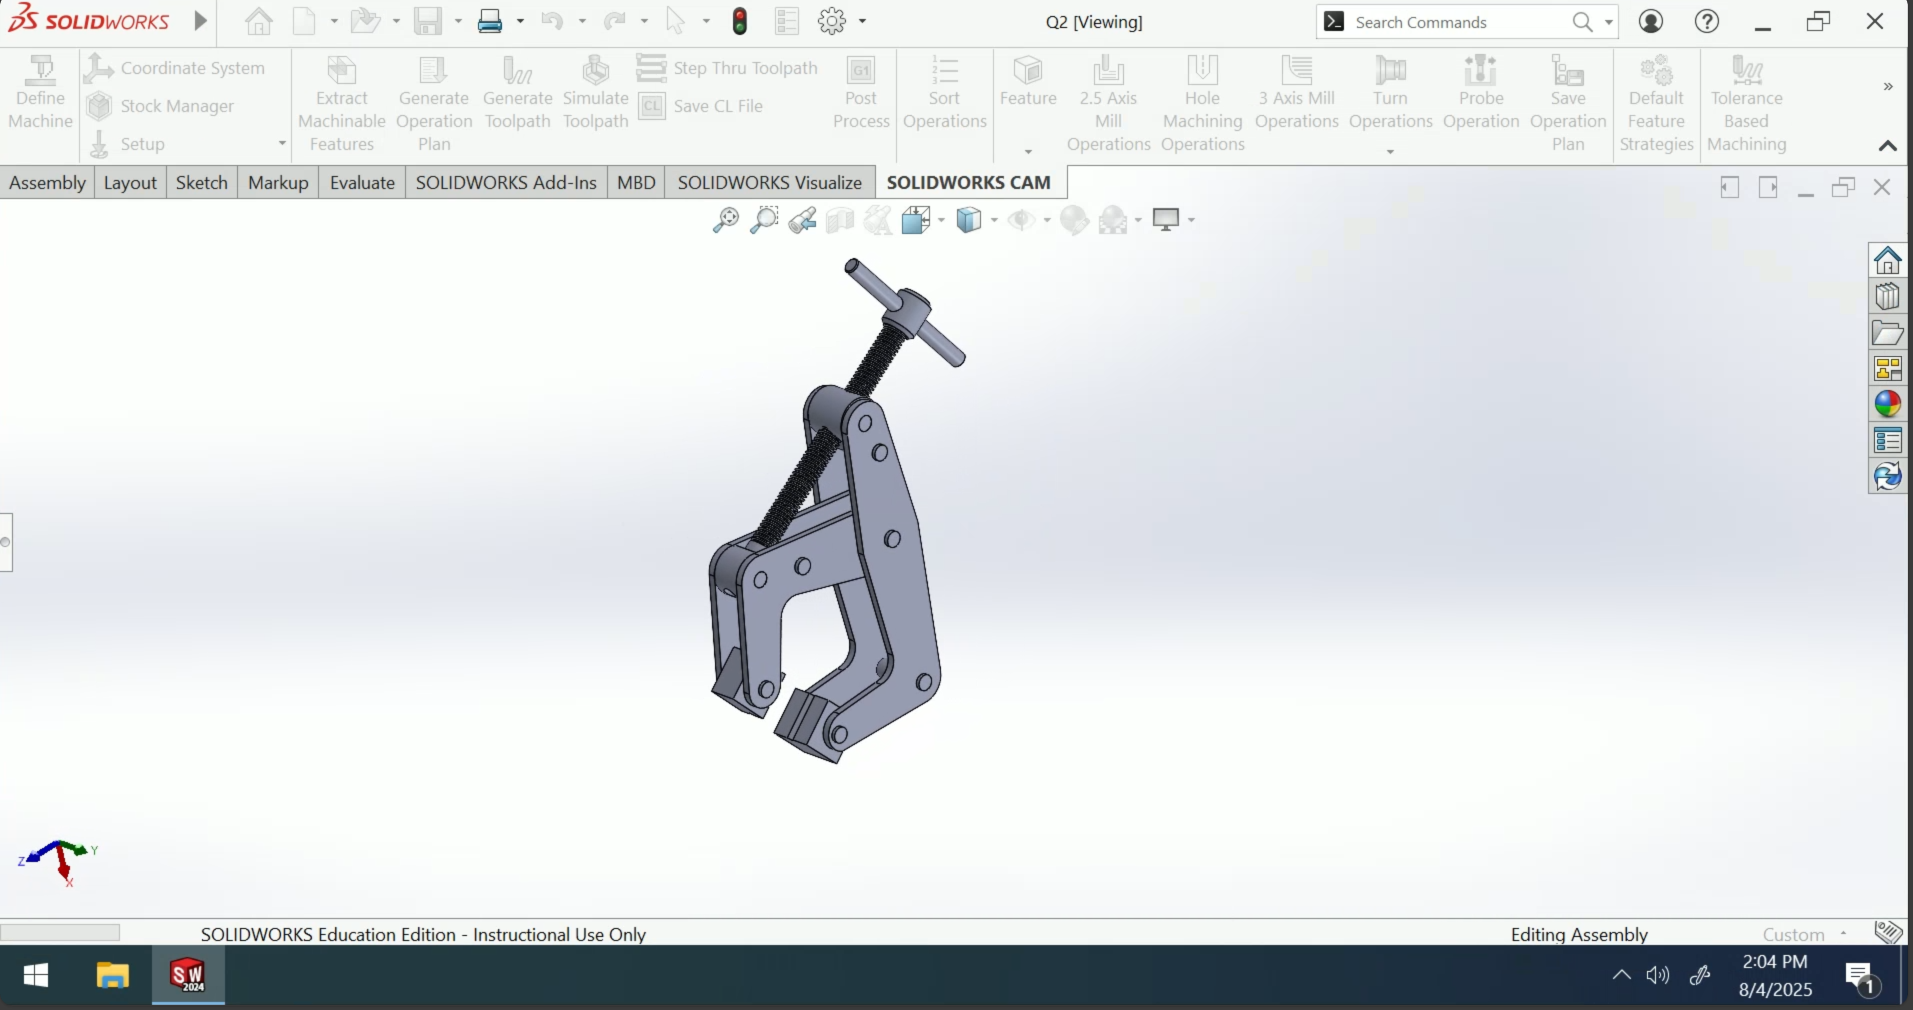 SOLIDWORKS
Q2 [Viewing]
Search Commands
Define Machine
Coordinate System
Stock Manager
Setup
Extract Machinable Features
Generate Operation Plan
Generate Toolpath
Simulate Toolpath
Step Thru Toolpath
CL Save CL File
G1 Post Process
Sort Operations
Feature
2.5 Axis Mill Operations
Hole Machining Operations
3 Axis Mill Operations
Turn Operations
Probe Operation
Save Operation Plan
Default Feature Strategies
Tolerance Based Machining
Assembly Layout Sketch Markup Evaluate SOLIDWORKS Add-Ins MBD SOLIDWORKS Visualize SOLIDWORKS CAM
Z Y
X
SOLIDWORKS Education Edition - Instructional Use Only
Editing Assembly
Custom
SW 2024
2:04 PM
8/4/2025
1